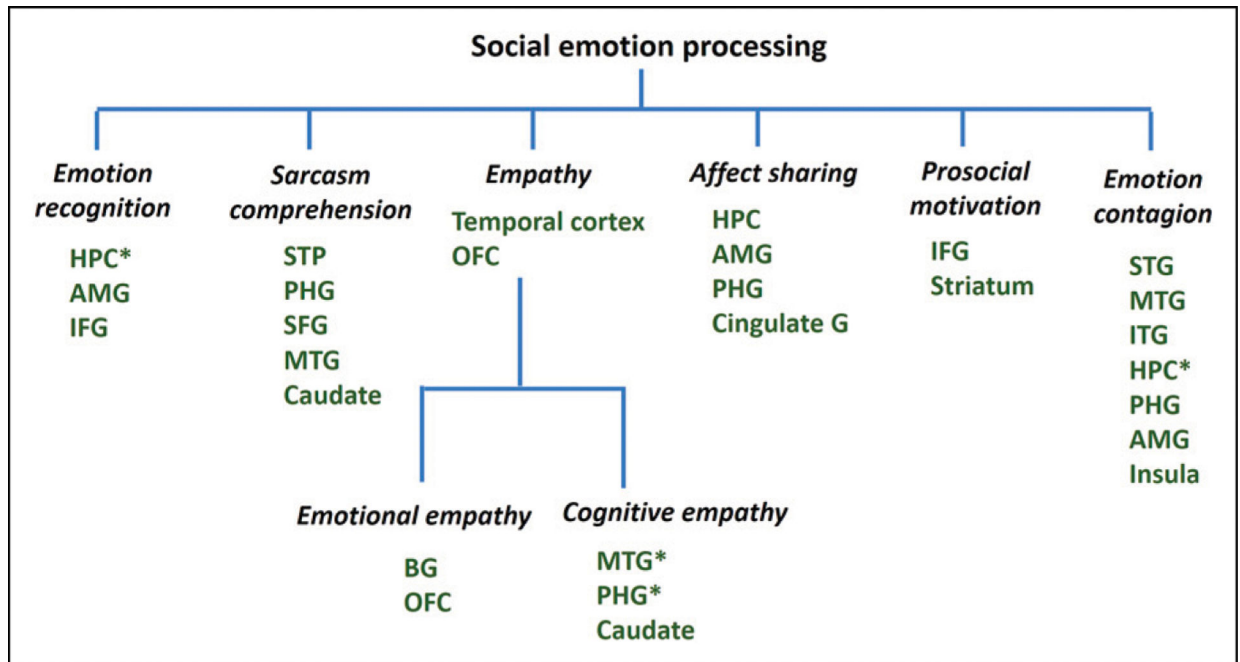 Social emotion processing
Emotion
recognition
HPC*
AMG
IFG
Sarcasm
comprehension
STP
PHG
SFG
MTG
Caudate
Empathy
Temporal cortex
OFC
Emotional empathy
BG
OFC
Cognitive empathy
MTG*
PHG*
Caudate
Affect sharing
HPC
AMG
PHG
Cingulate G
Prosocial
motivation
IFG
Striatum
Emotion
contagion
STG
MTG
ITG
HPC*
PHG
AMG
Insula